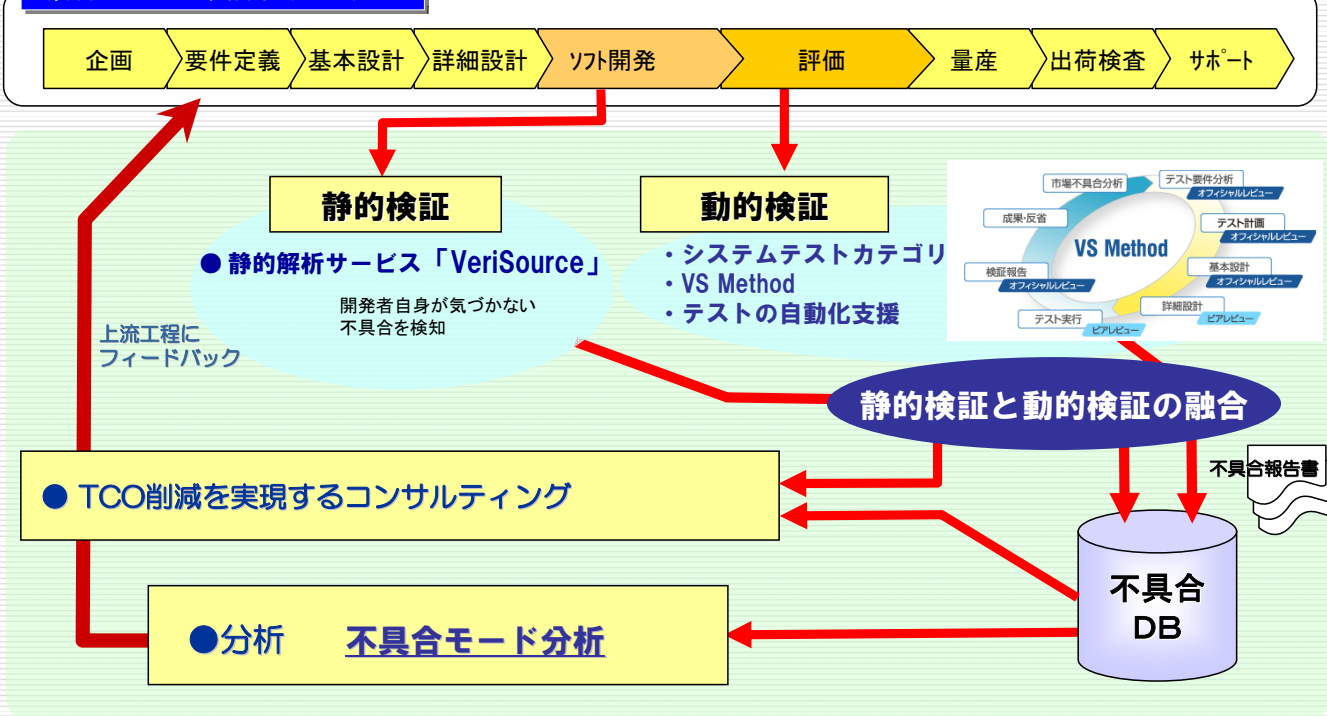 企画
要件定義
基本設計
詳細設計
ソフト開発
評価
量産
出荷検査
サポート
静的検証
●静的解析サービス「VeriSource」
開発者自身が気づかない
不具合を検知
動的検証
・システムテストカテゴリ
・VS Method
・テストの自動化支援
市場不具合分析
テスト要件分析
オフィシャルレビュー
成果・反省
テスト計画
オフィシャルレビュー
VS Method
検証報告
オフィシャルレビュー
基本設計
オフィシャルレビュー
詳細設計
ピアレビュー
テスト実行
ピアレビュー
上流工程に
フィードバック
静的検証と動的検証の融合
不具合報告書
●TCO削減を実現するコンサルティング
不具合
DB
●分析 不具合モード分析